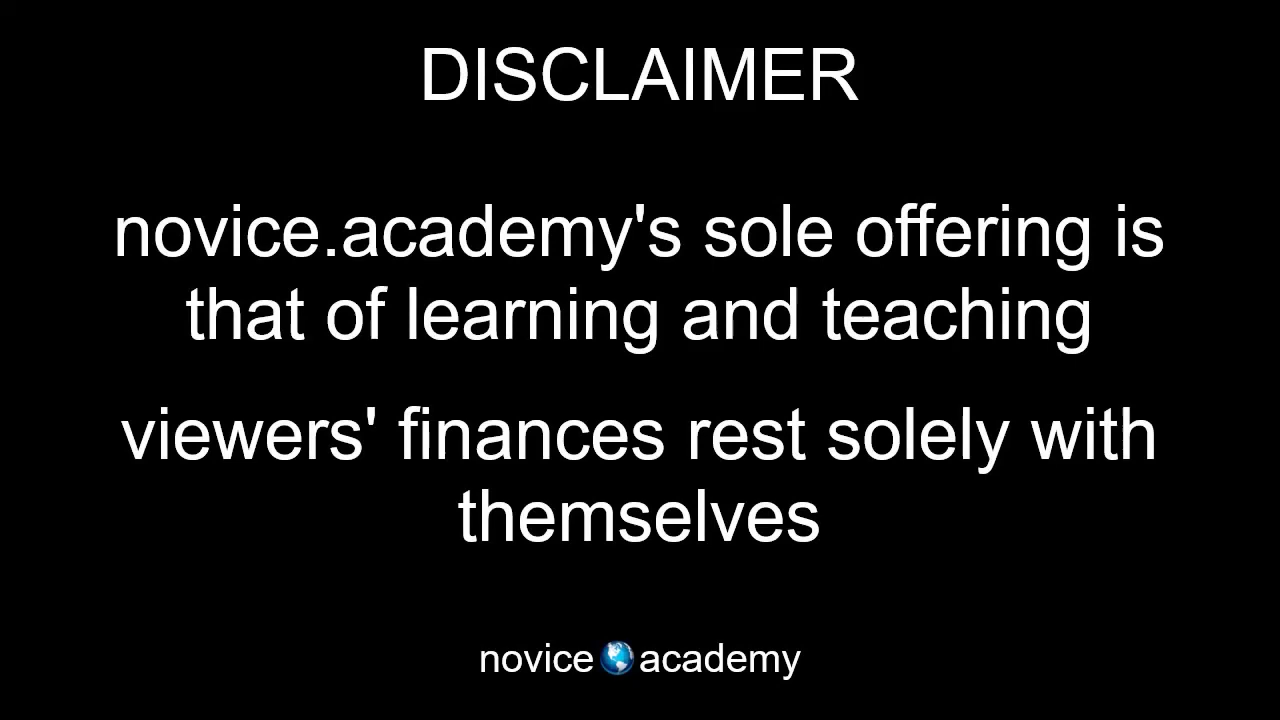 DISCLAIMER
novice.academy's sole offering is
that of learning and teaching
viewers' finances rest solely with
themselves
novice academy